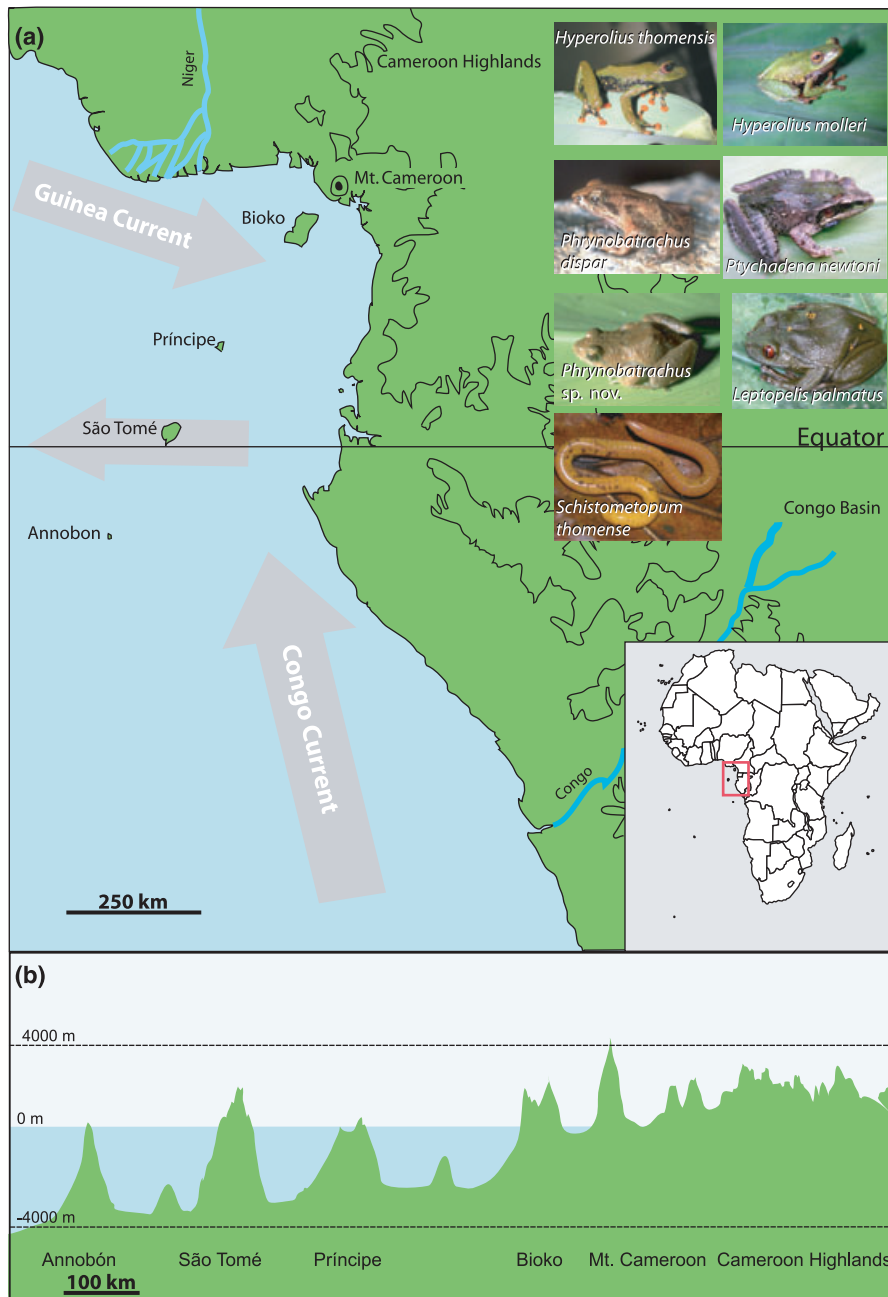 (a)
Niger
Cameroon Highlands
Mt. Cameroon
Bioko
Guinea Current
Príncipe
São Tomé
Annobon
Congo Current
250 km
Hyperolius thomensis
Hyperolius molleri
Phrynobatrachus
dispar
Ptychadena newtoni
Phrynobatrachus
sp. nov.
Leptopelis palmatus
Equator
Schistometopum
thomense
Congo Basin
Congo
(b)
4000 m
0 m
-4000 m
Annobón
São Tomé
Príncipe
Bioko
Mt. Cameroon
Cameroon Highlands
100 km